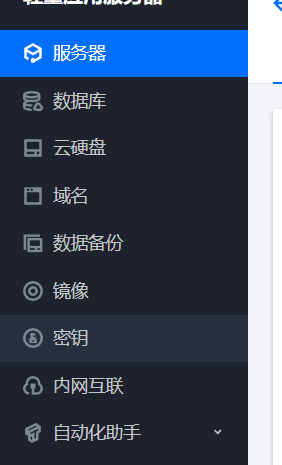 轻量应用服务器
服务器
数据库
云硬盘
域名
数据备份
镜像
密钥
内网互联
自动化助手